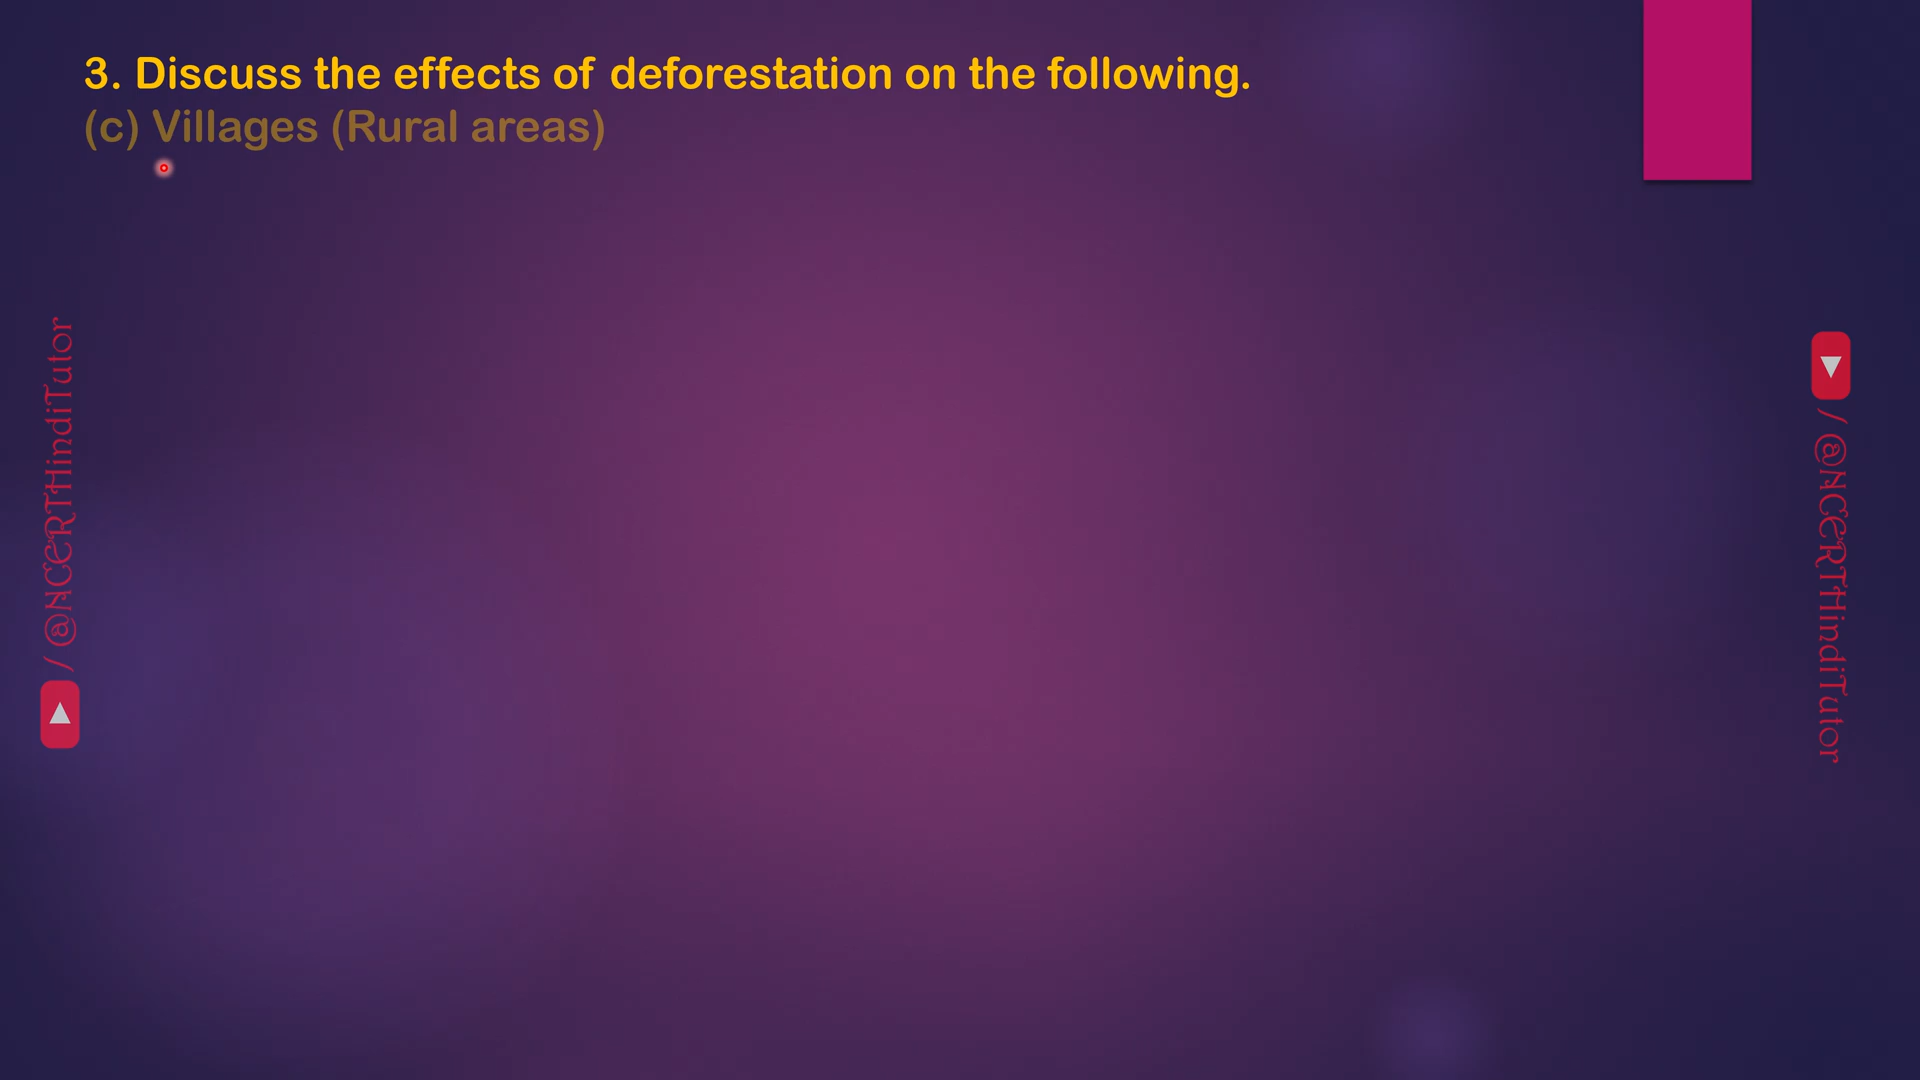 3. Discuss the effects of deforestation on the following.
(c) Villages (Rural areas)
/ @NCERTHindiTutor
/ @NCERTHindiTutor